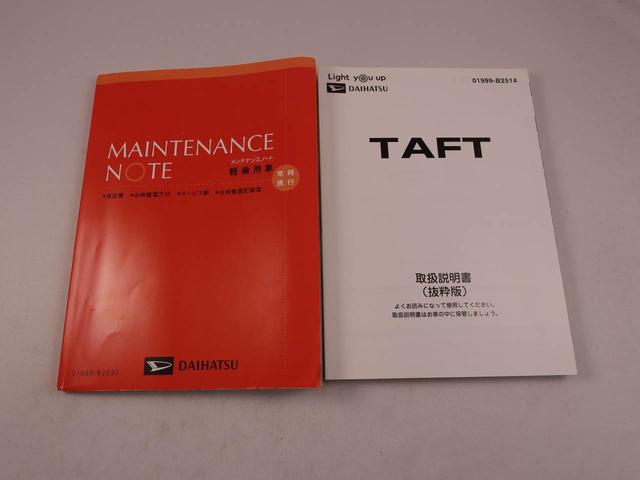 MAINTENANCE
NOTE
メンテナンスノート
軽乗用車
常時
携行
●保証書 ●点検整備方式 ●サービス網 ●点検整備記録簿
DAIHATSU
01999-B2032
Light you up
DAIHATSU
01999-B2514
TAFT
取扱説明書
(抜粋版)
よくお読みになって使用してください。
取扱説明書はお車の中に保管しましょう。